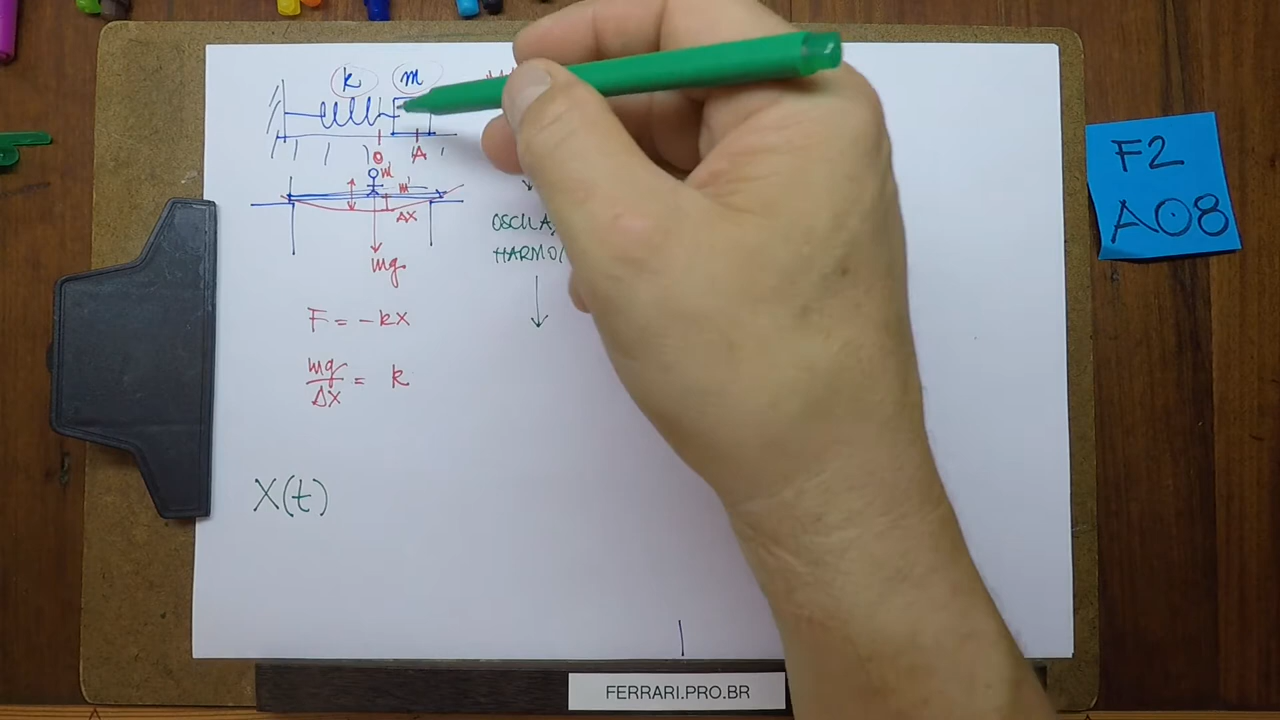 k m
O A
m
m
ΔX
mg
F = -kx
mg/ΔX = k
X(t)
OSCILA
HARMO
F2
A08
FERRARI.PRO.BR